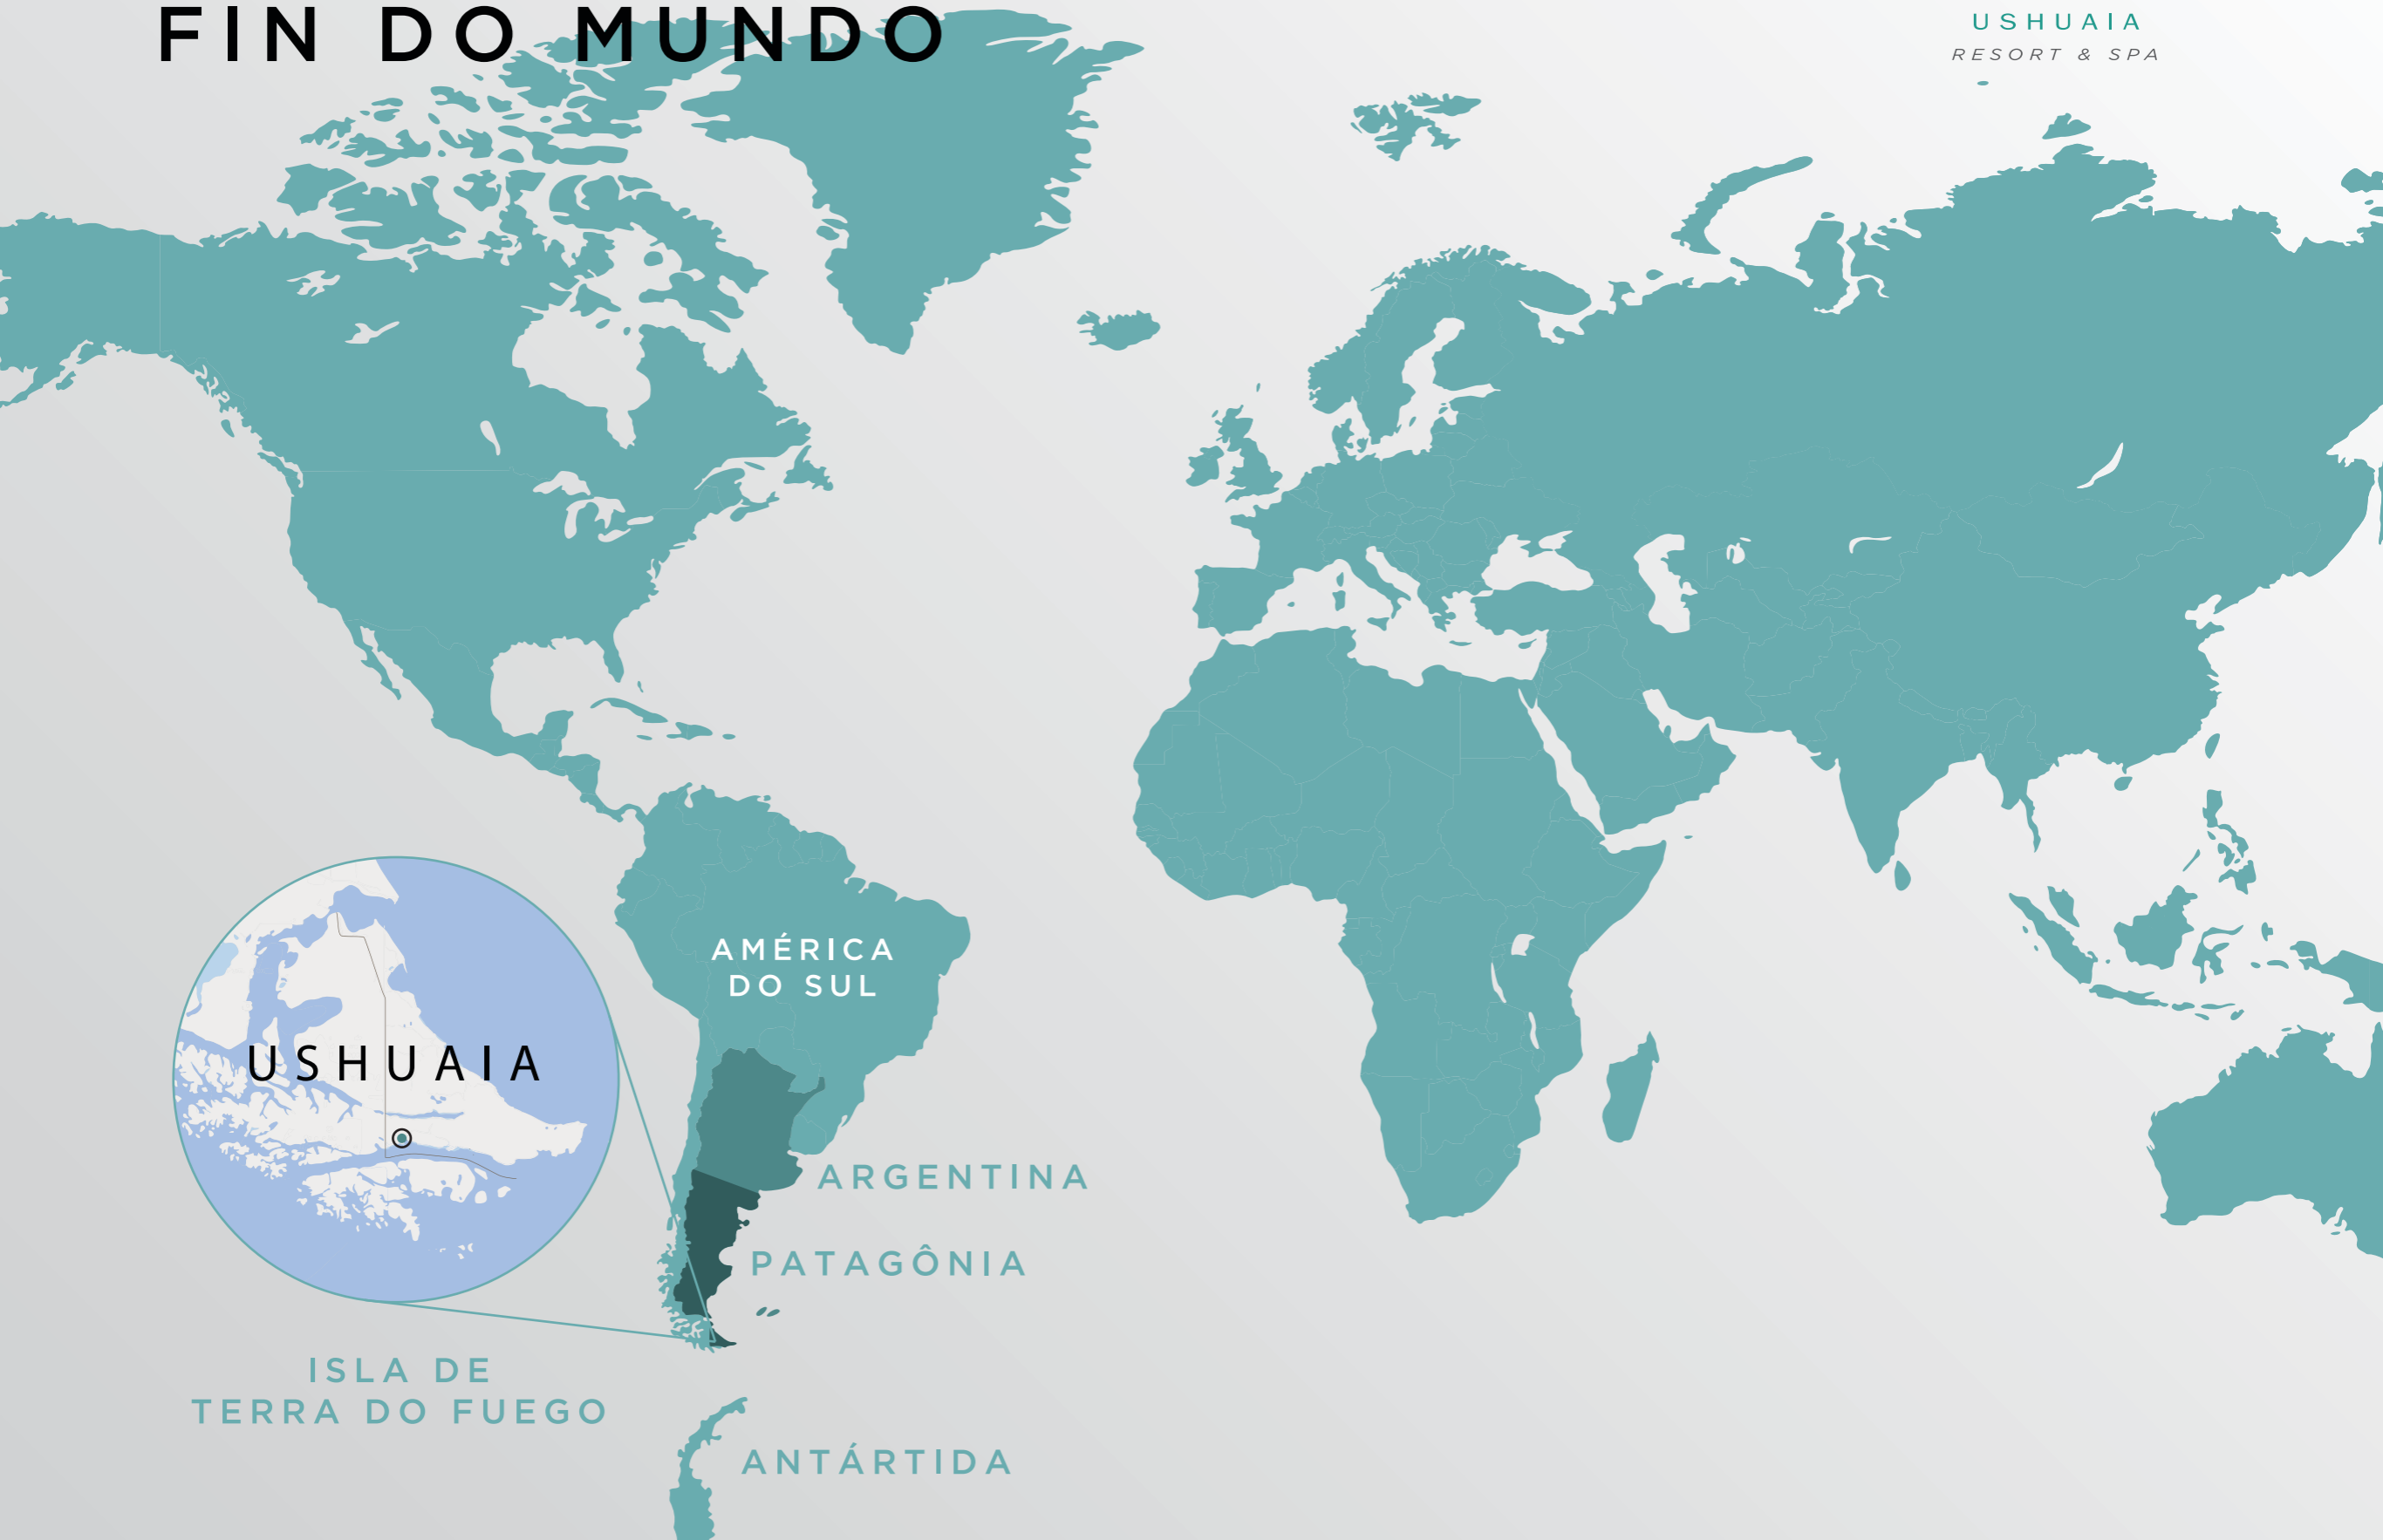 FIN DO MUNDO
USHUAIA
RESORT & SPA
AMÉRICA
DO SUL
USHUAIA
ARGENTINA
PATAGÔNIA
ISLA DE
TERRA DO FUEGO
ANTÁRTIDA